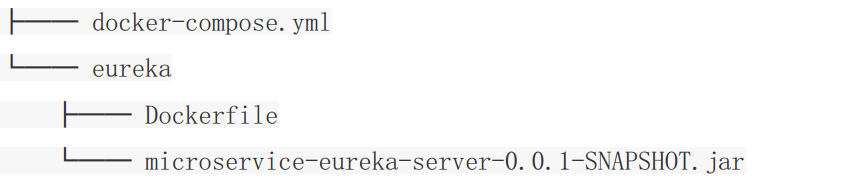 ├── docker-compose.yml
└── eureka
    ├── Dockerfile
    └── microservice-eureka-server-0.0.1-SNAPSHOT.jar